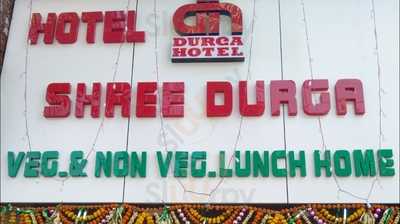 HOTEL
DURGA
HOTEL
SHREE DURGA
VEG.& NON VEG.LUNCH HOME